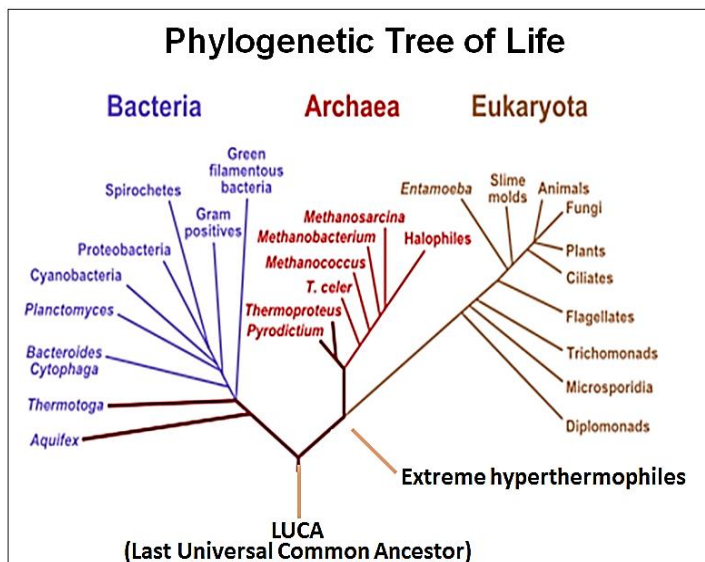 Phylogenetic Tree of Life
Bacteria
Archaea
Eukaryota
Green
filamentous
bacteria
Spirochetes
Gram
positives
Proteobacteria
Cyanobacteria
Planctomyces
Bacteroides
Cytophaga
Thermotoga
Aquifex
Methanosarcina
Methanobacterium
Halophiles
Methanococcus
T. celer
Thermoproteus
Pyrodictium
Entamoeba
Slime
molds
Animals
Fungi
Plants
Ciliates
Flagellates
Trichomonads
Microsporidia
Diplomonads
Extreme hyperthermophiles
LUCA
(Last Universal Common Ancestor)